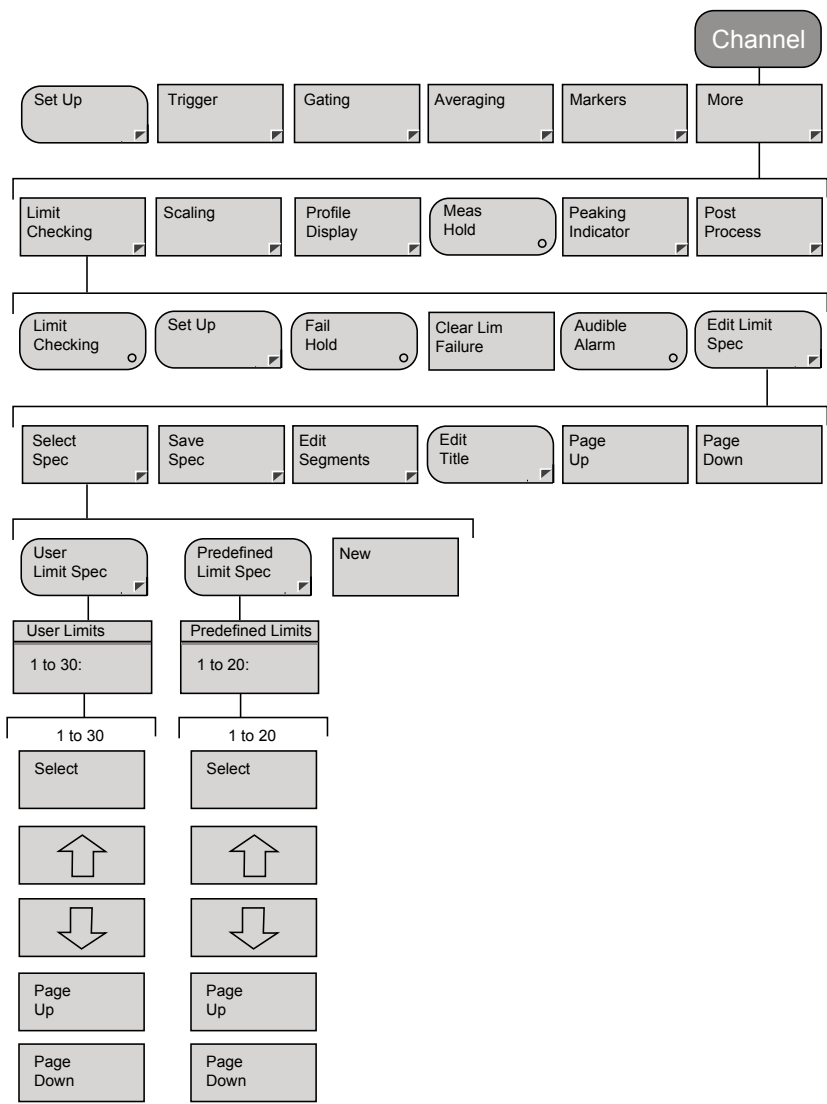 Channel
Set Up
Trigger
Gating
Averaging
Markers
More
Limit
Checking
Scaling
Profile
Display
Meas
Hold
Peaking
Indicator
Post
Process
Limit
Checking
Set Up
Fail
Hold
Clear Lim
Failure
Audible
Alarm
Edit Limit
Spec
Select
Spec
Save
Spec
Edit
Segments
Edit
Title
Page
Up
Page
Down
User
Limit Spec
Predefined
Limit Spec
New
User Limits
1 to 30:
Predefined Limits
1 to 20:
1 to 30
Select
Page
Up
Page
Down
1 to 20
Select
Page
Up
Page
Down